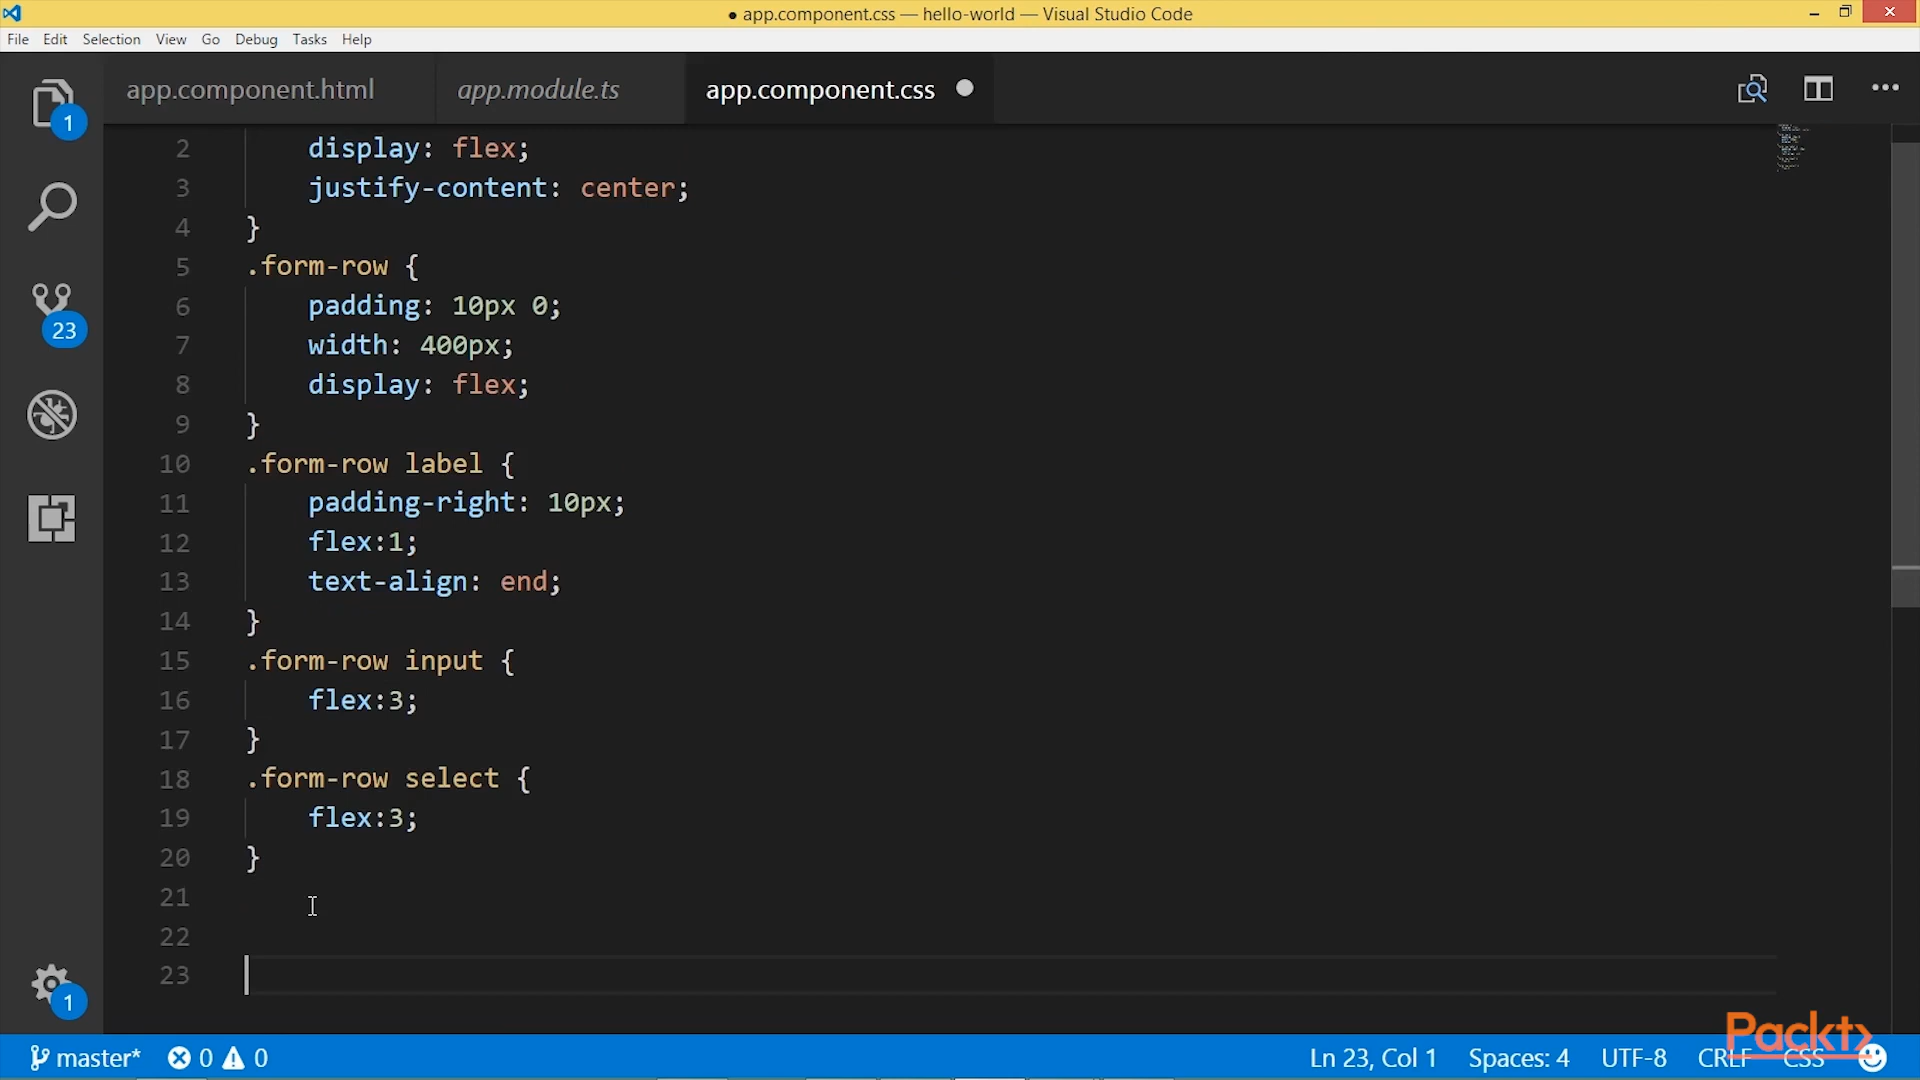 ● app.component.css — hello-world — Visual Studio Code
File Edit Selection View Go Debug Tasks Help
app.component.html app.module.ts app.component.css
1
23
1
2 display: flex;
3 justify-content: center;
4 }
5 .form-row {
6 padding: 10px 0;
7 width: 400px;
8 display: flex;
9 }
10 .form-row label {
11 padding-right: 10px;
12 flex:1;
13 text-align: end;
14 }
15 .form-row input {
16 flex:3;
17 }
18 .form-row select {
19 flex:3;
20 }
21
22
23
Packt>
master* 0 0 Ln 23, Col 1 Spaces: 4 UTF-8 CRLF CSS